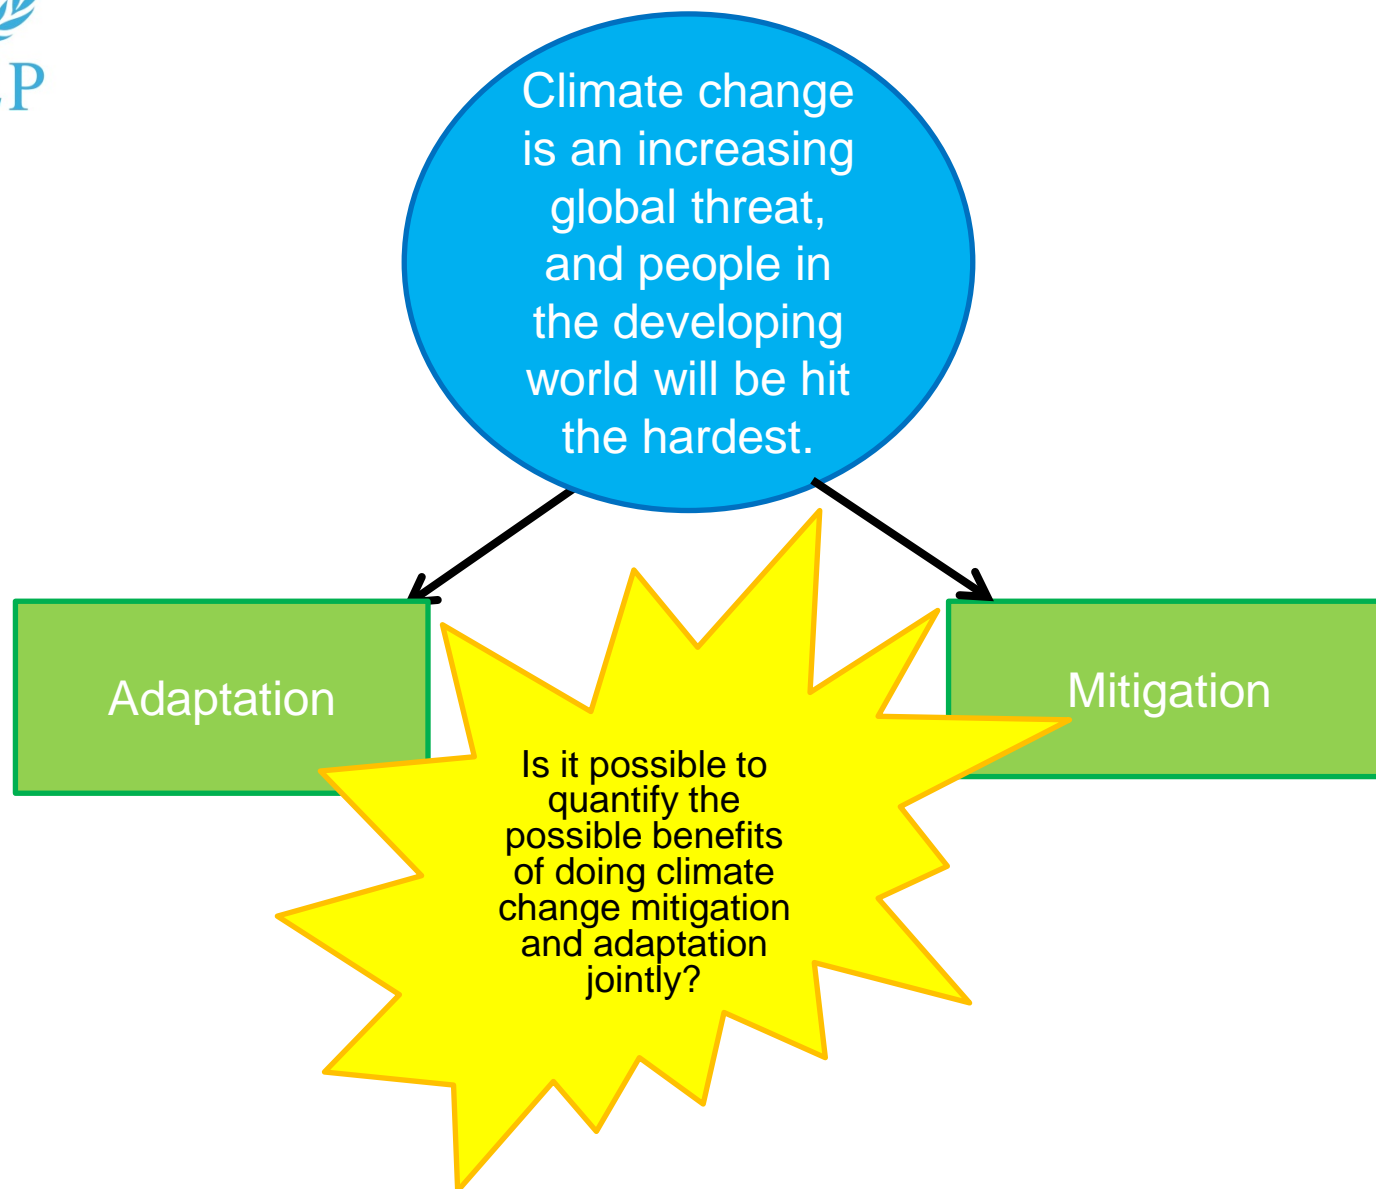 Climate change
is an increasing
global threat,
and people in
the developing
world will be hit
the hardest.
Adaptation
Mitigation
Is it possible to
quantify the
possible benefits
of doing climate
change mitigation
and adaptation
jointly?